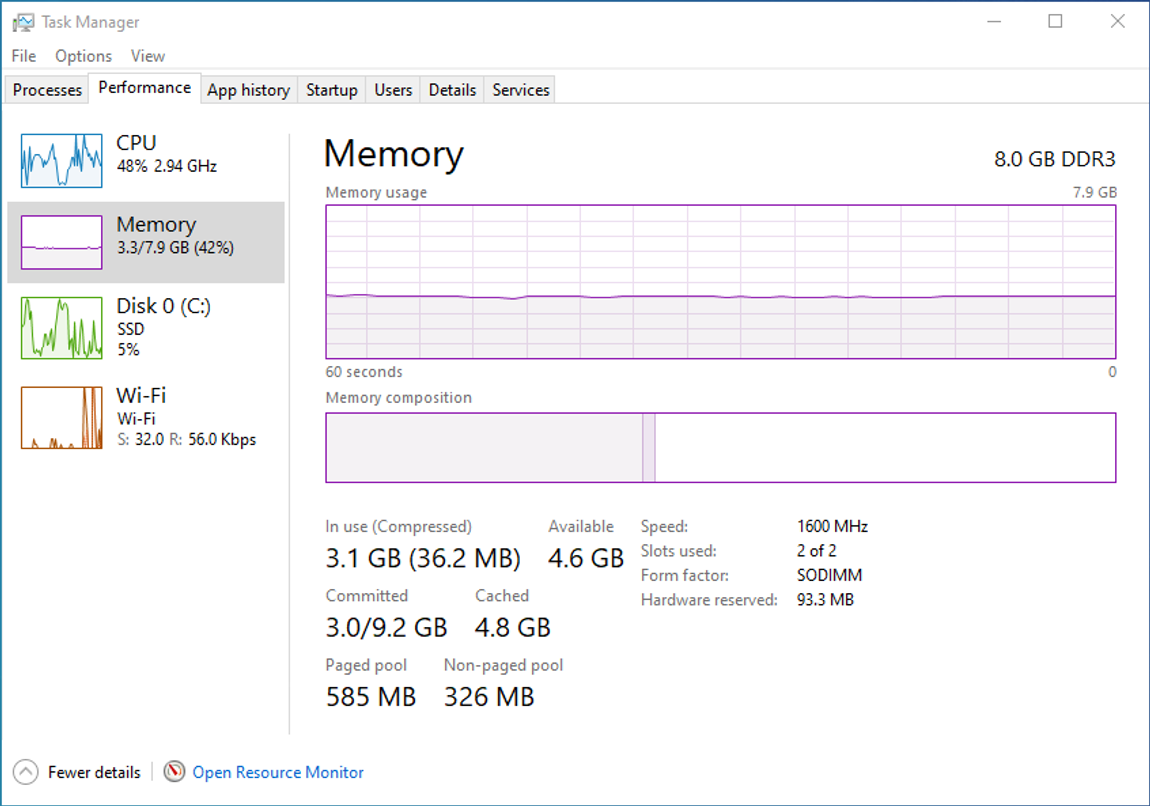 Task Manager
File Options View
Processes Performance App history Startup Users Details Services
CPU
48% 2.94 GHz
Memory
3.3/7.9 GB (42%)
Disk 0 (C:)
SSD
5%
Wi-Fi
Wi-Fi
S: 32.0 R: 56.0 Kbps
Memory 8.0 GB DDR3
Memory usage 7.9 GB
60 seconds 0
Memory composition
In use (Compressed) Available
3.1 GB (36.2 MB) 4.6 GB
Committed Cached
3.0/9.2 GB 4.8 GB
Paged pool Non-paged pool
585 MB 326 MB
Speed: 1600 MHz
Slots used: 2 of 2
Form factor: SODIMM
Hardware reserved: 93.3 MB
Fewer details Open Resource Monitor